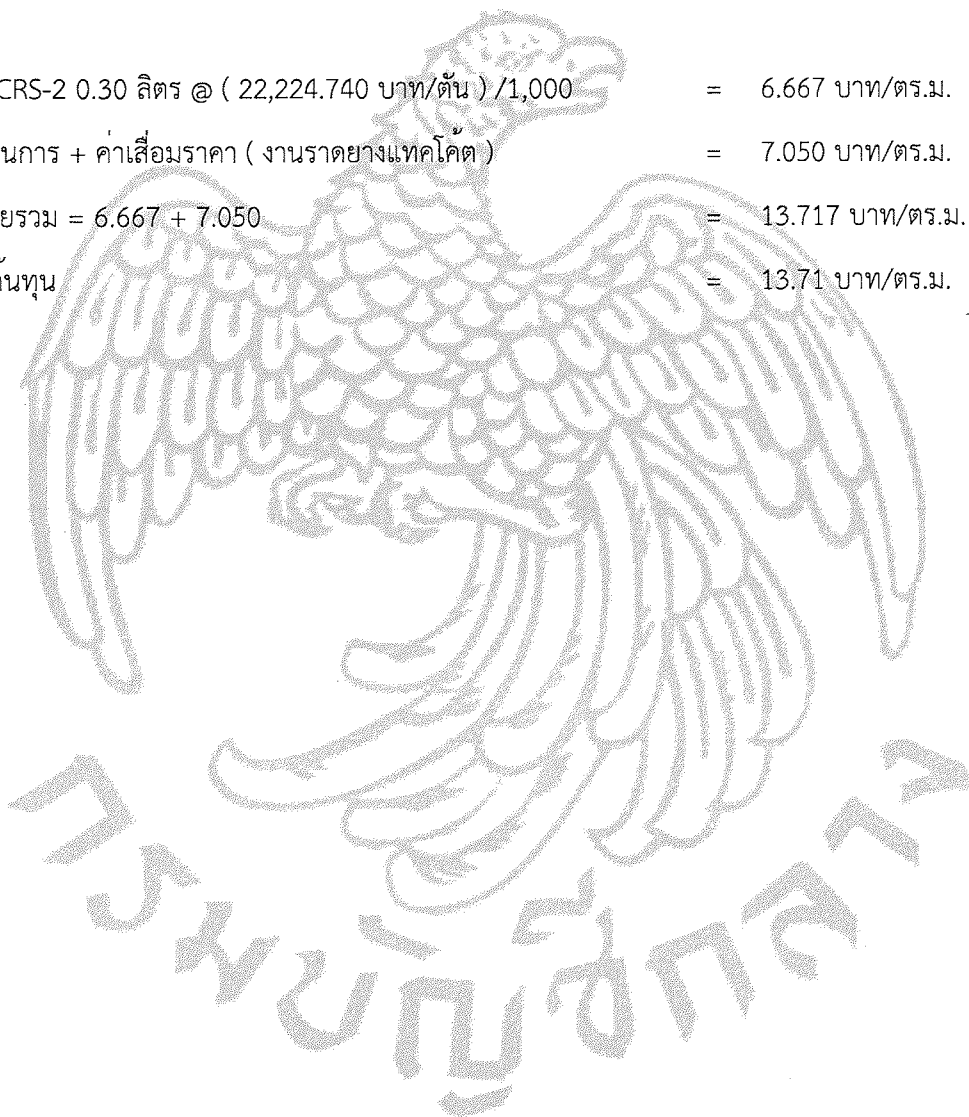 CRS-2 0.30 ลิตร @ ( 22,224.740 บาท/ตัน ) /1,000 = 6.667 บาท/ตร.ม.
นการ + ค่าเสื่อมราคา ( งานราดยางแทคโค้ต ) = 7.050 บาท/ตร.ม.
ยรวม = 6.667 + 7.050 = 13.717 บาท/ตร.ม.
ต้นทุน = 13.71 บาท/ตร.ม.
กรมบัญชีกลาง